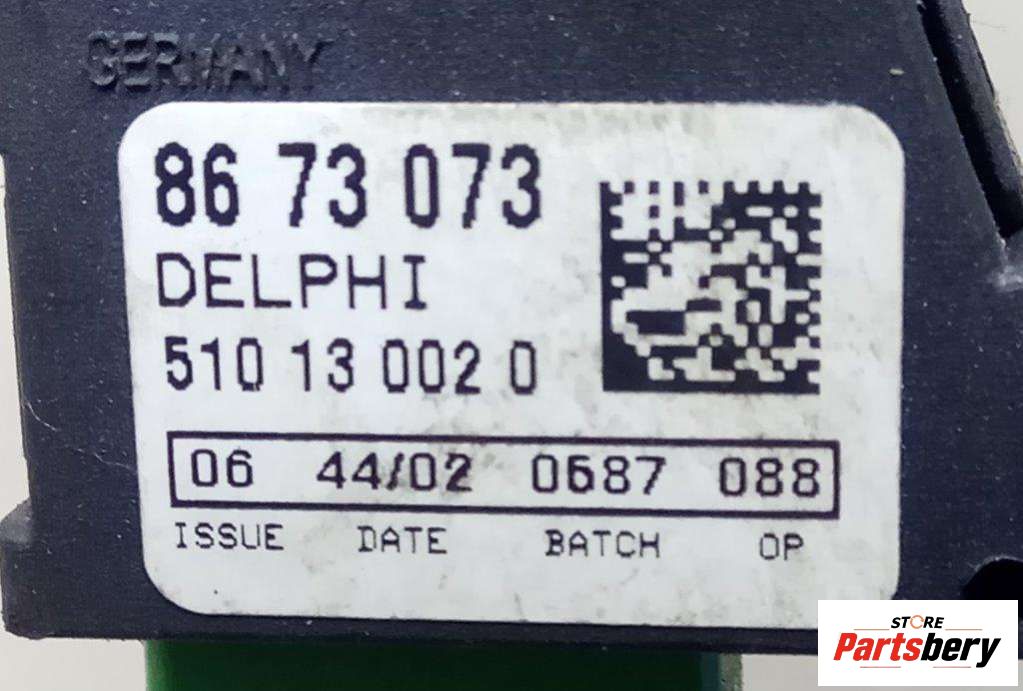 GERMANY
86 73 073
DELPHI
510 13 002 0
06 44/02 0687 088
ISSUE DATE BATCH OP
STORE
Partsbery